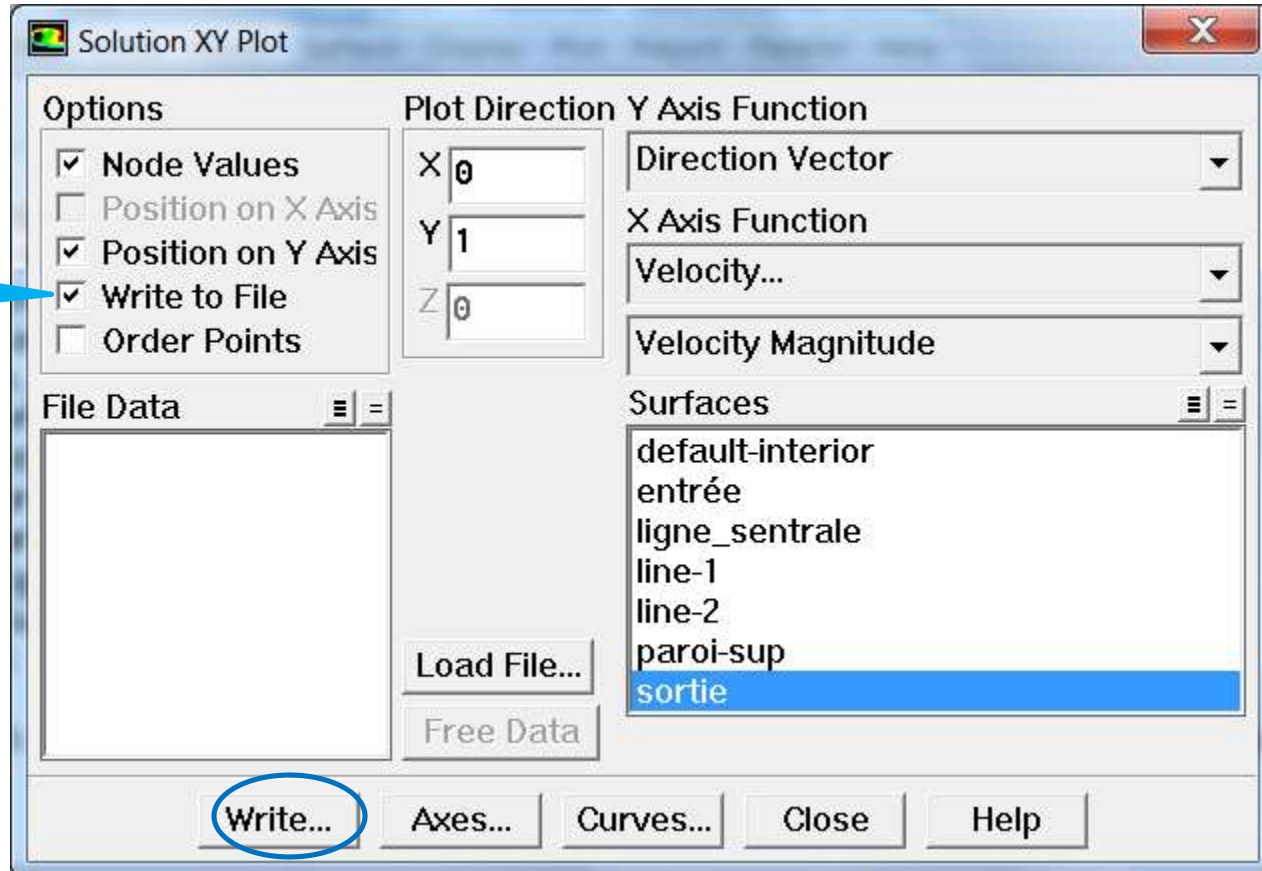 Solution XY Plot
X
Options
Node Values
Position on X Axis
Position on Y Axis
Write to File
Order Points
Plot Direction
X 0
Y 1
Z 0
Y Axis Function
Direction Vector
X Axis Function
Velocity...
Velocity Magnitude
File Data
Load File...
Free Data
Surfaces
default-interior
entrée
ligne_sentrale
line-1
line-2
paroi-sup
sortie
Write... Axes... Curves... Close Help